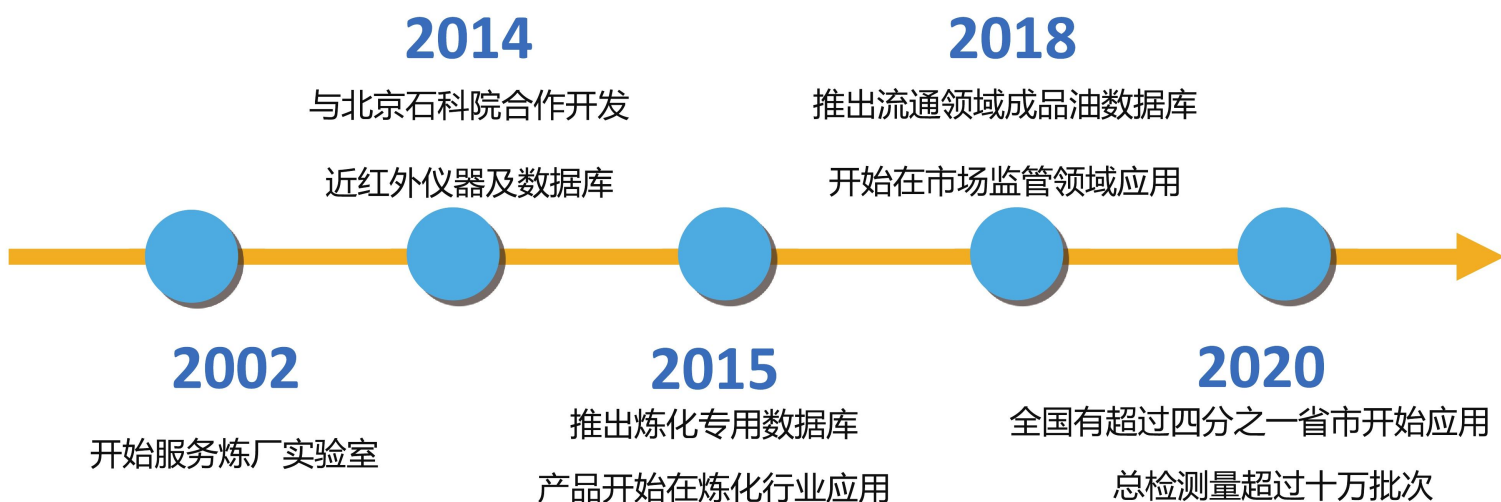 2014
与北京石科院合作开发
近红外仪器及数据库
2018
推出流通领域成品油数据库
开始在市场监管领域应用
2002
开始服务炼厂实验室
2015
推出炼化专用数据库
产品开始在炼化行业应用
2020
全国有超过四分之一省市开始应用
总检测量超过十万批次